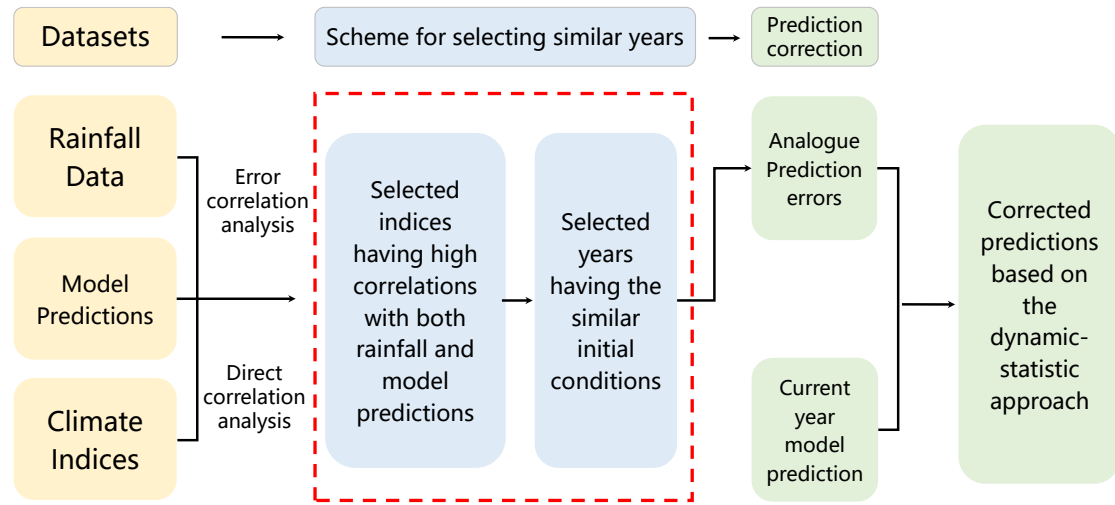 Datasets
Scheme for selecting similar years
Prediction
correction
Rainfall
Data
Model
Predictions
Climate
Indices
Error
correlation
analysis
Direct
correlation
analysis
Selected
indices
having high
correlations
with both
rainfall and
model
predictions
Selected
years
having the
similar
initial
conditions
Analogue
Prediction
errors
Current
year
model
prediction
Corrected
predictions
based on
the
dynamic-
statistic
approach